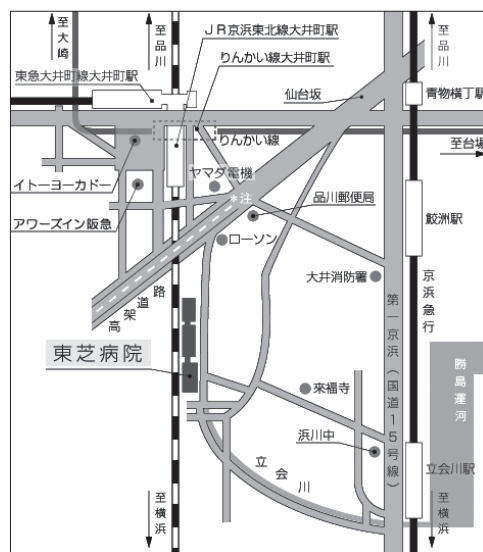 至大崎
至品川
JR京浜東北線大井町駅
りんかい線大井町駅
東急大井町線大井町駅
仙台坂
至品川
青物横丁駅
りんかい線
至台場
イトーヨーカドー
ヤマダ電機
*注
品川郵便局
アワーズイン阪急
ローソン
鮫洲駅
大井消防署
高架道路
京浜急行
第一京浜(国道15号線)
東芝病院
勝島運河
來福寺
浜川中
立会川
立会川駅
至横浜
至横浜